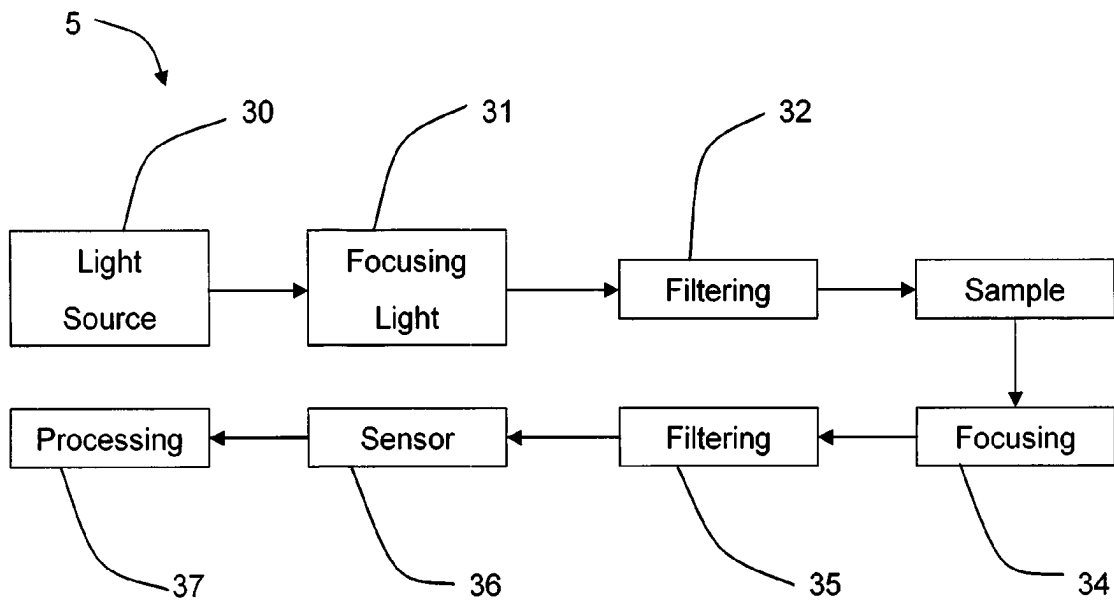 5
30
31
32
Light
Source
Focusing
Light
Filtering
Sample
Processing
Sensor
Filtering
Focusing
37
36
35
34